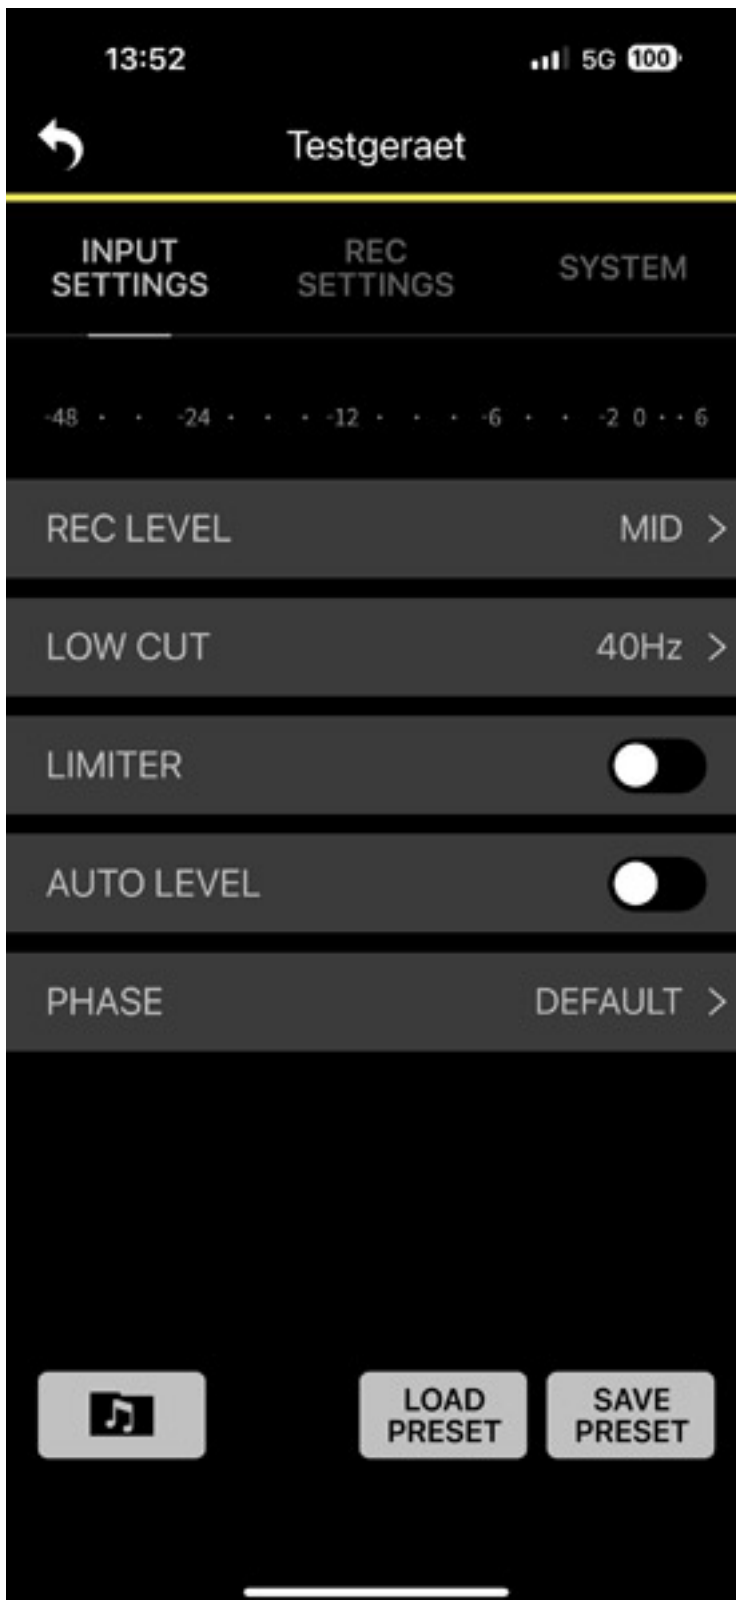 13:52 5G 100
Testgeraet
INPUT SETTINGS REC SETTINGS SYSTEM
-48 · · -24 · · · -12 · · · -6 · · -2 0 · · 6
REC LEVEL MID >
LOW CUT 40Hz >
LIMITER
AUTO LEVEL
PHASE DEFAULT >
LOAD PRESET SAVE PRESET